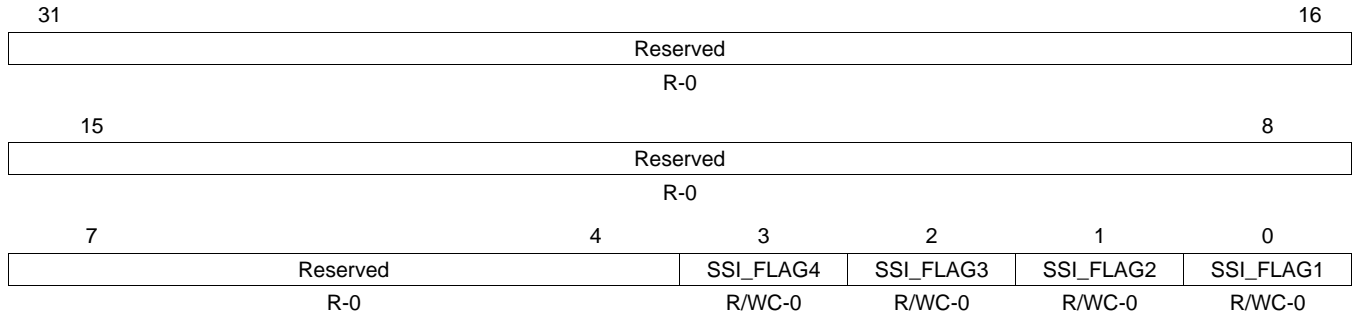 31 16
Reserved
R-0
15 8
Reserved
R-0
7 4 3 2 1 0
Reserved SSI_FLAG4 SSI_FLAG3 SSI_FLAG2 SSI_FLAG1
R-0 R/WC-0 R/WC-0 R/WC-0 R/WC-0